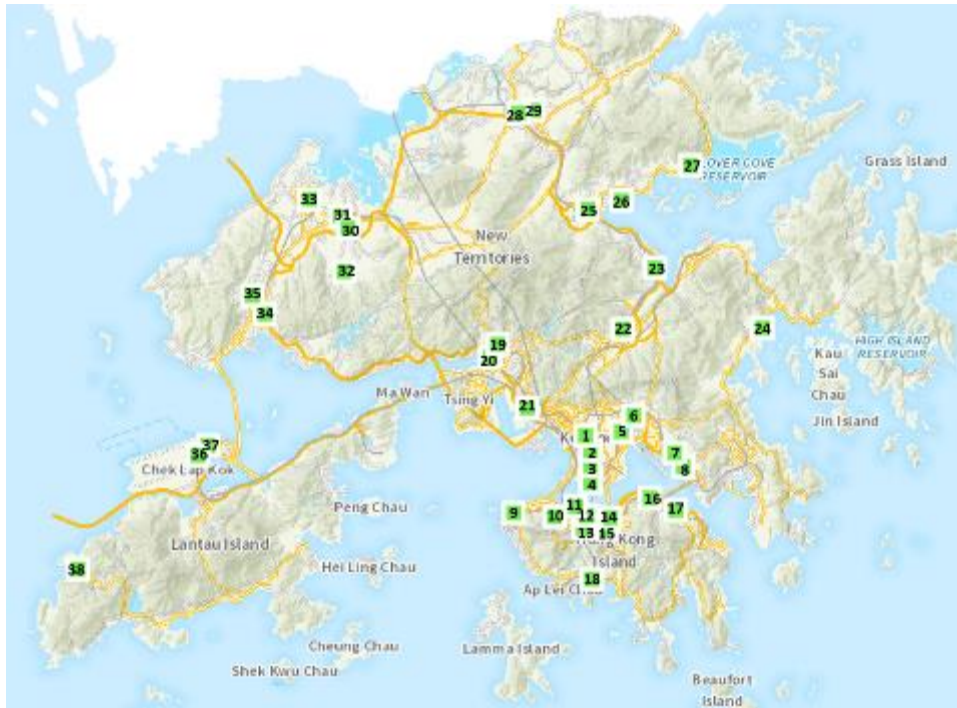 28 29
27
LOVER COVE
RESERVOIR
Grass Island
33
31
30
26
25
New
Territories
32
23
35
34
22
24
HIGH ISLAND
RESERVOIR
Kau
Sai
Chau
Jin Island
19
20
Ma Wan
Tsing Yi
21
6
5
1
2
3
4
7
8
37
36
Chek Lap Kok
Peng Chau
9
10
11
12
13
14
15
16
17
Lantau Island
Island
38
Hei Ling Chau
18
Cheung Chau
Lamma Island
Shek Kwu Chau
Beaufort
Island